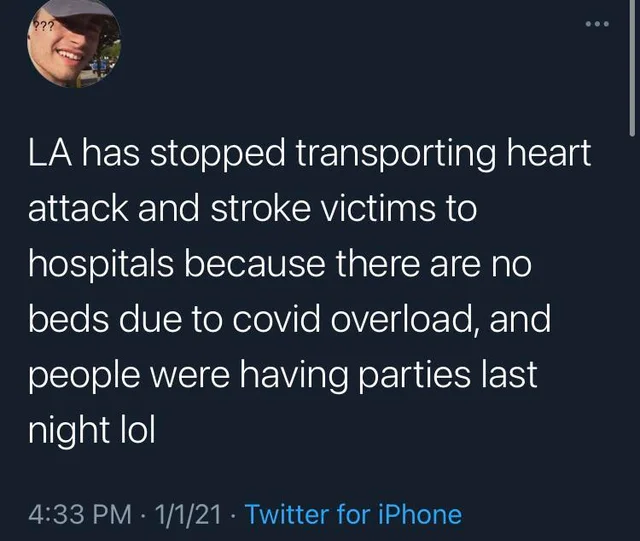 ???
LA has stopped transporting heart
attack and stroke victims to
hospitals because there are no
beds due to covid overload, and
people were having parties last
night lol
4:33 PM · 1/1/21 · Twitter for iPhone